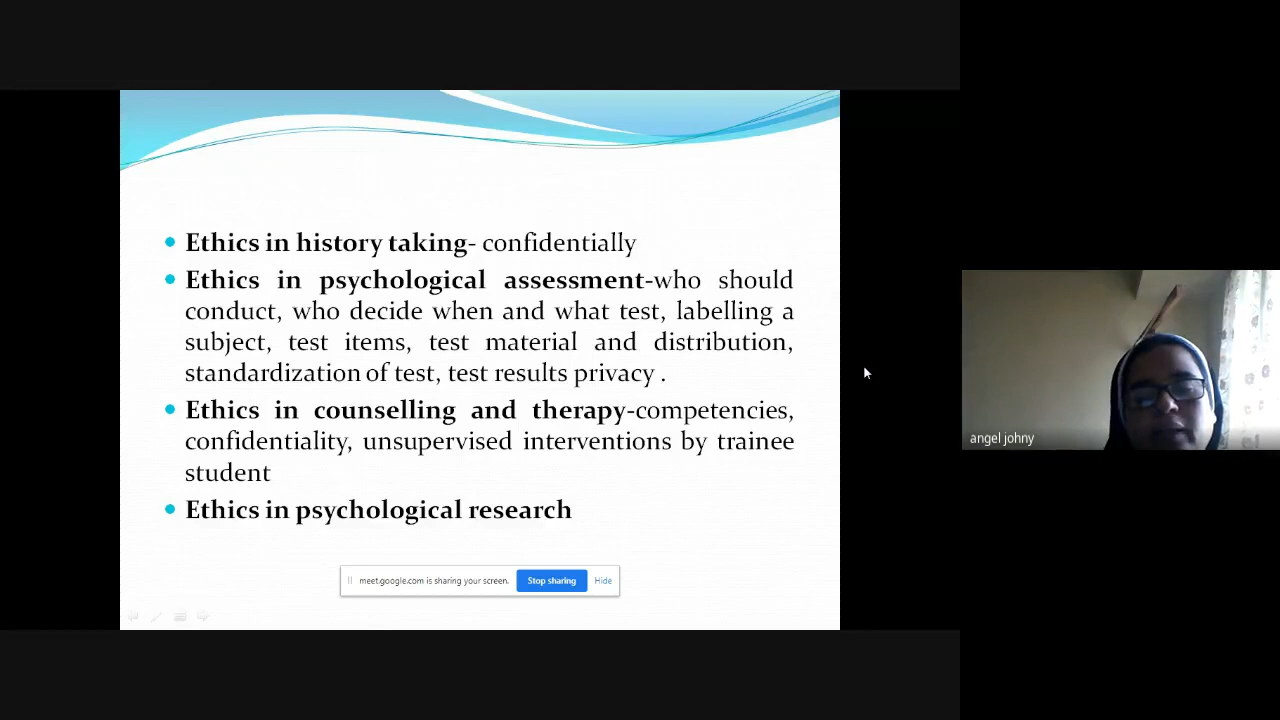 Ethics in history taking- confidentially
Ethics in psychological assessment-who should
conduct, who decide when and what test, labelling a
subject, test items, test material and distribution,
standardization of test, test results privacy .
Ethics in counselling and therapy-competencies,
confidentiality, unsupervised interventions by trainee
student
Ethics in psychological research
meet.google.com is sharing your screen. Stop sharing Hide
angel johny